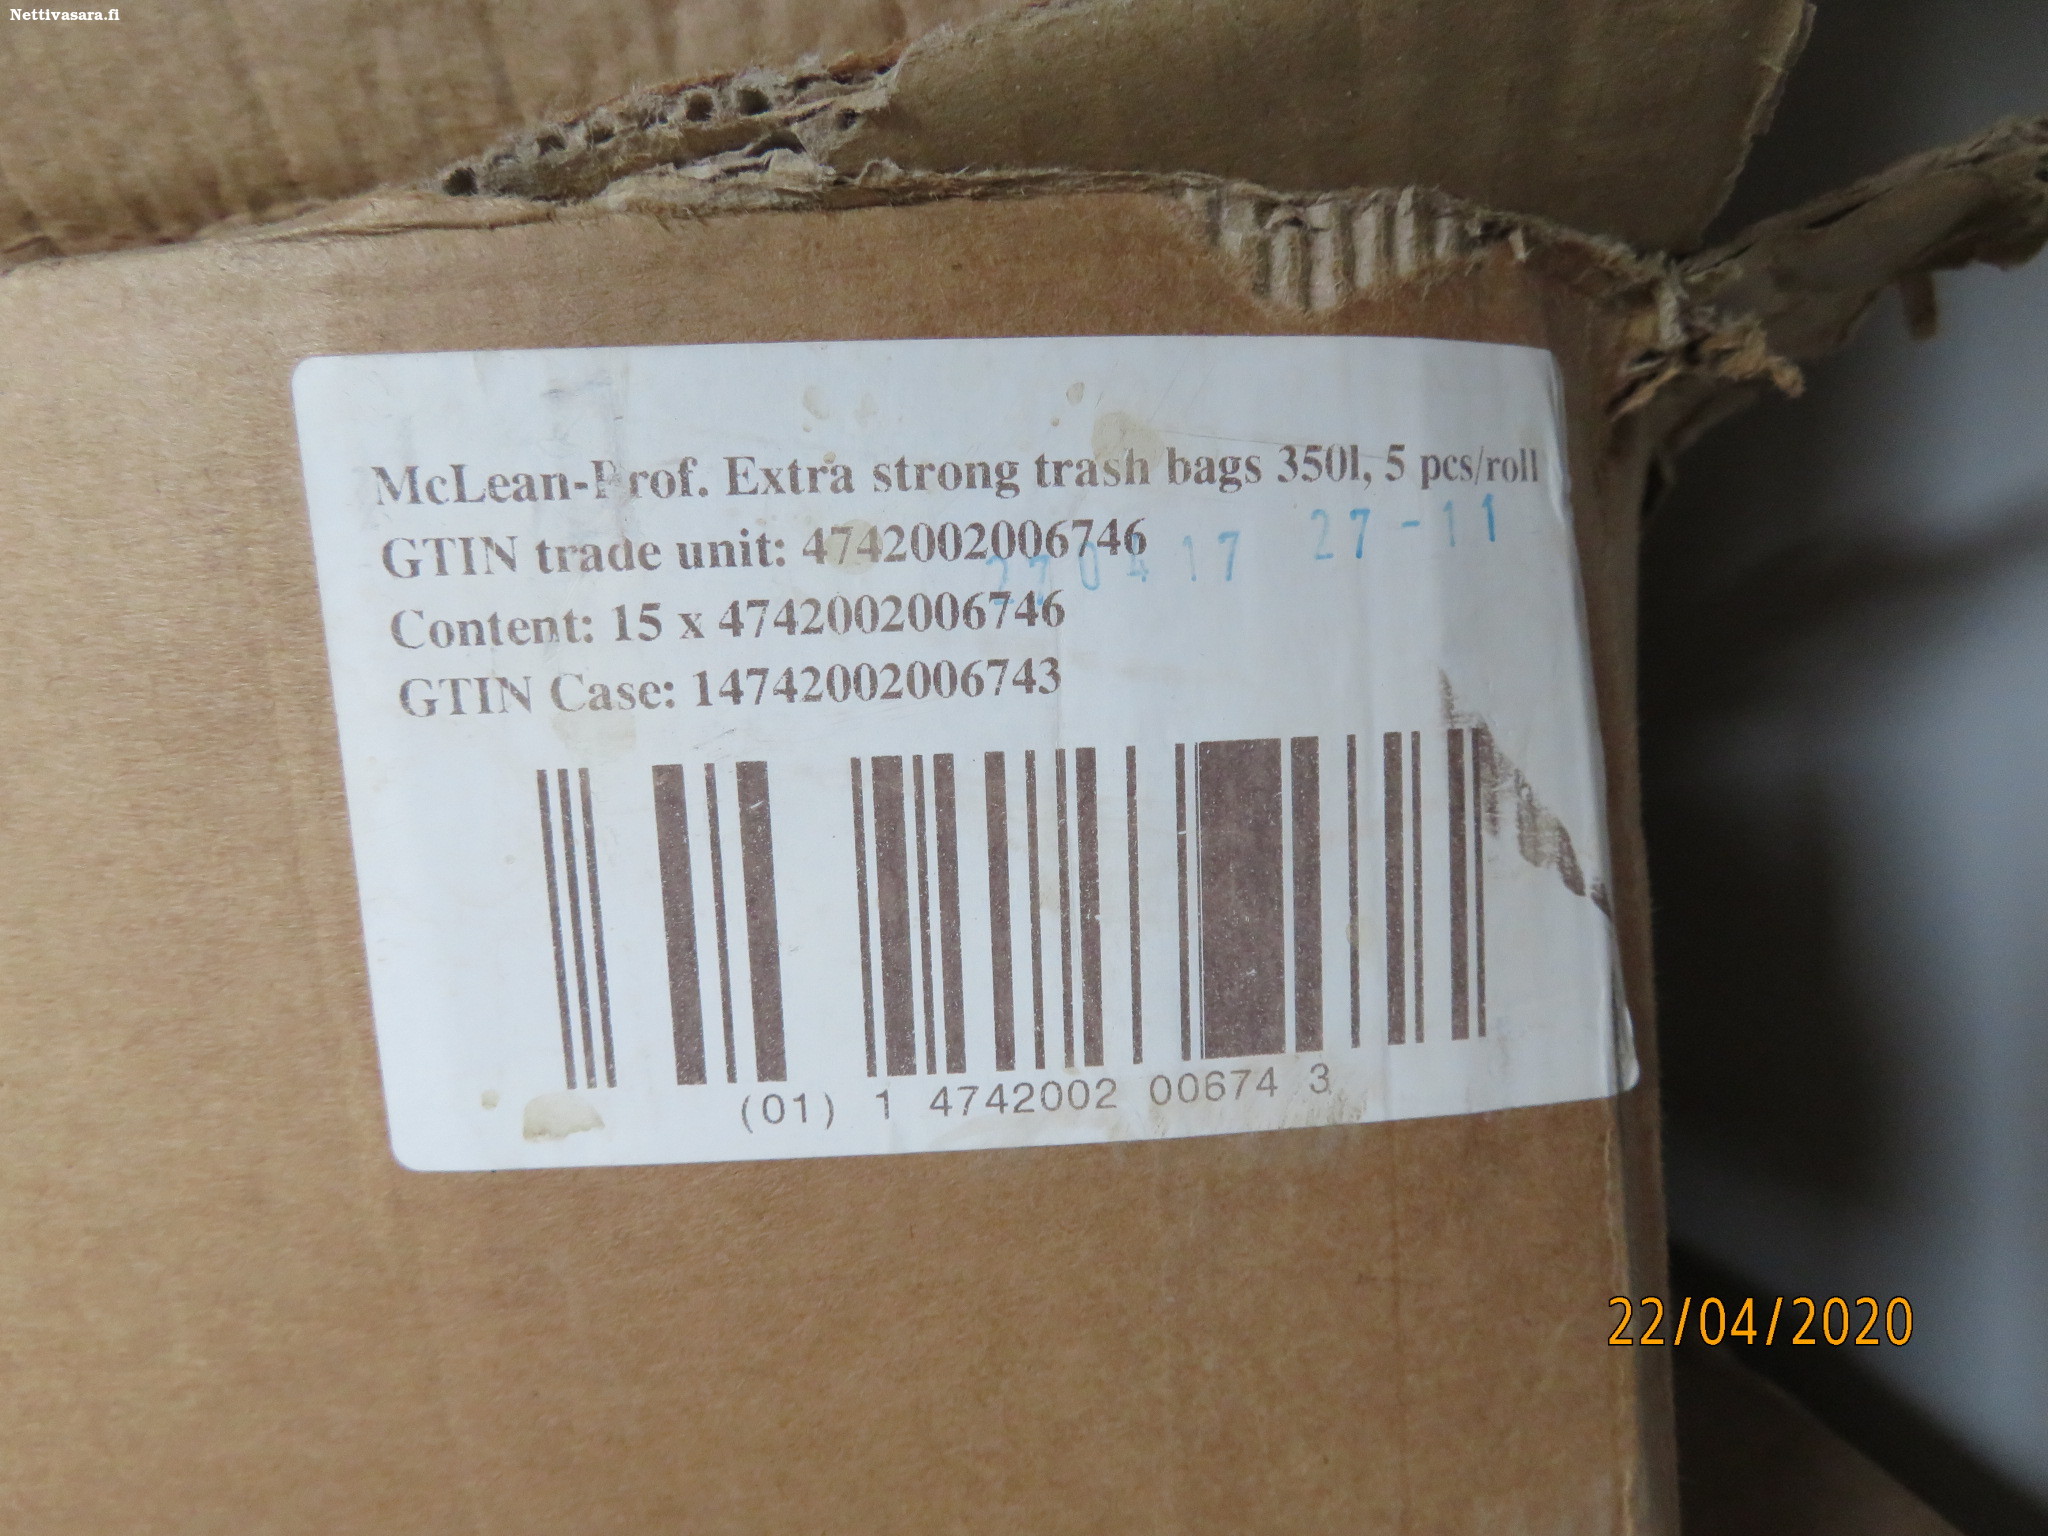 Nettivasara.fi
McLean-Prof. Extra strong trash bags 350l, 5 pcs/roll
GTIN trade unit: 4742002006746
270417 27-11
Content: 15 x 4742002006746
GTIN Case: 14742002006743
(01) 1 4742002 00674 3
22/04/2020